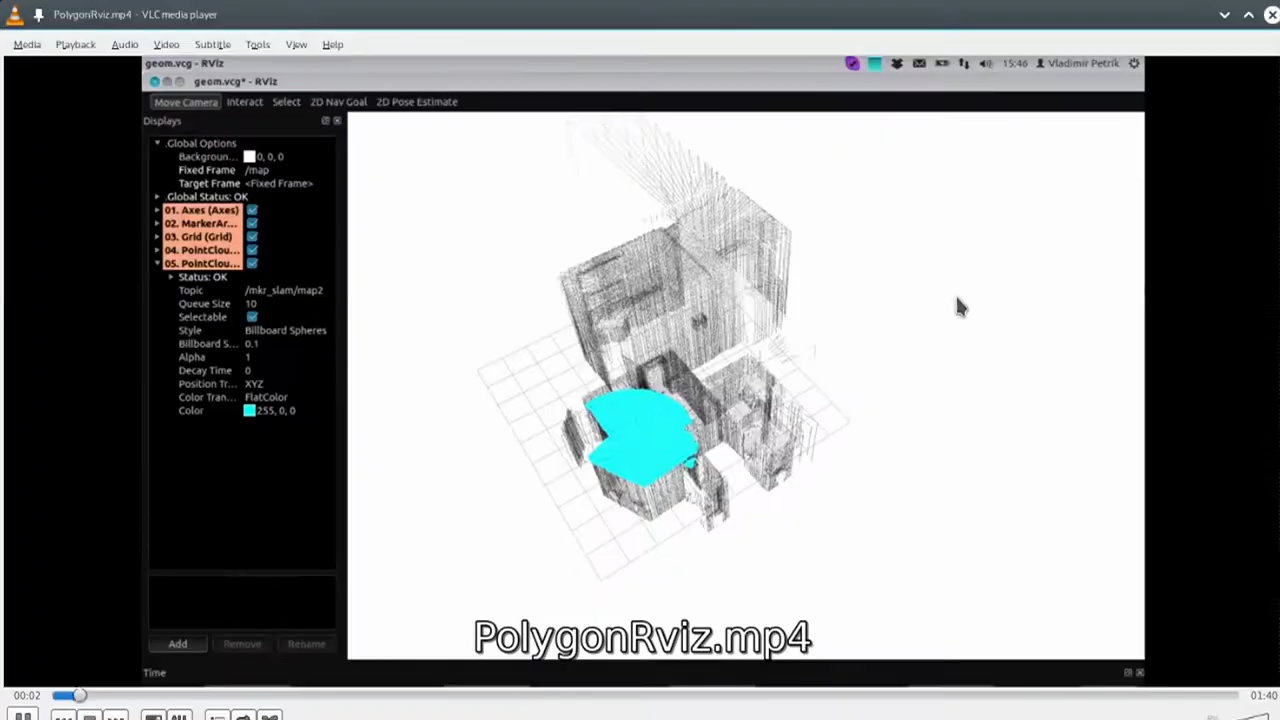 PolygonRviz.mp4 - VLC media player
Media Playback Audio Video Subtitle Tools View Help
geom.vcg - RViz 15:46 Vladimir Petrik
geom.vcg* - RViz
Move Camera Interact Select 2D Nav Goal 2D Pose Estimate
Displays
.Global Options
Backgroun... 0, 0, 0
Fixed Frame /map
Target Frame <Fixed Frame>
.Global Status: OK
01. Axes (Axes)
02. MarkerAr...
03. Grid (Grid)
04. PointClou...
05. PointClou...
Status: OK
Topic /mkr_slam/map2
Queue Size 10
Selectable
Style Billboard Spheres
Billboard S... 0.1
Alpha 1
Decay Time 0
Position Tr... XYZ
Color Tran... FlatColor
Color 255, 0, 0
PolygonRviz.mp4
Add Remove Rename
Time
00:02 01:40